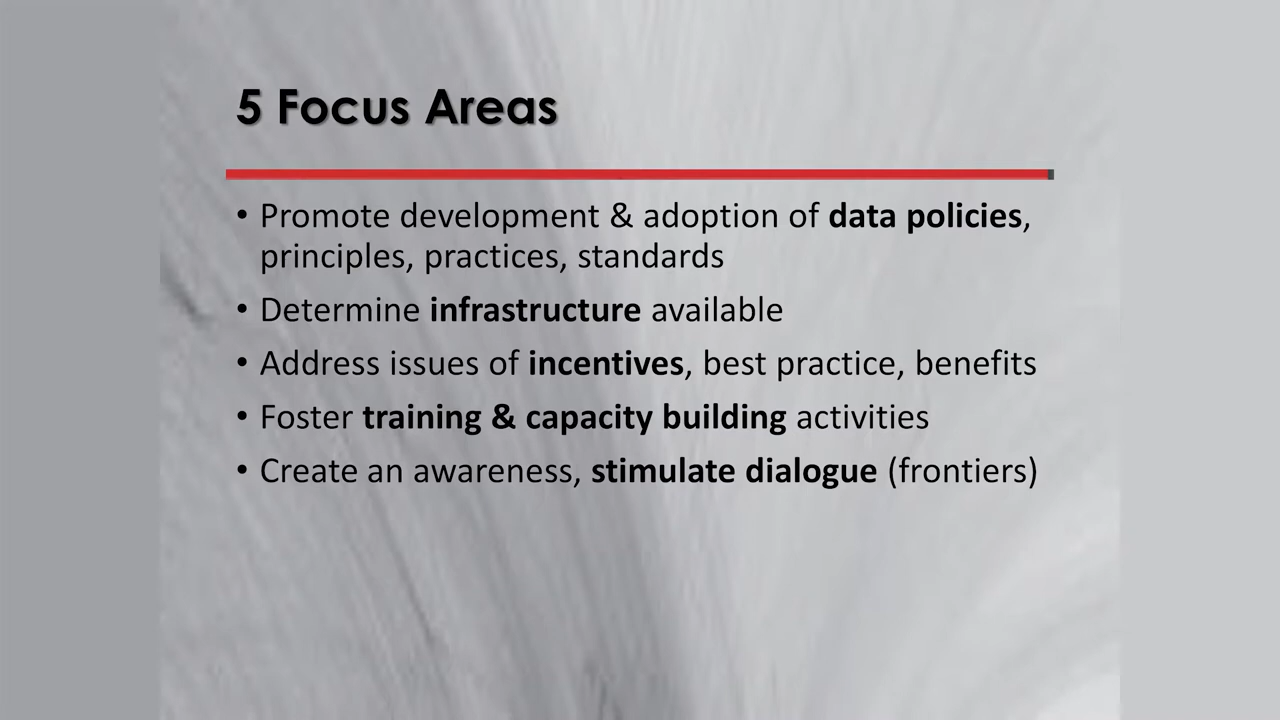 5 Focus Areas
• Promote development & adoption of data policies,
principles, practices, standards
• Determine infrastructure available
• Address issues of incentives, best practice, benefits
• Foster training & capacity building activities
• Create an awareness, stimulate dialogue (frontiers)